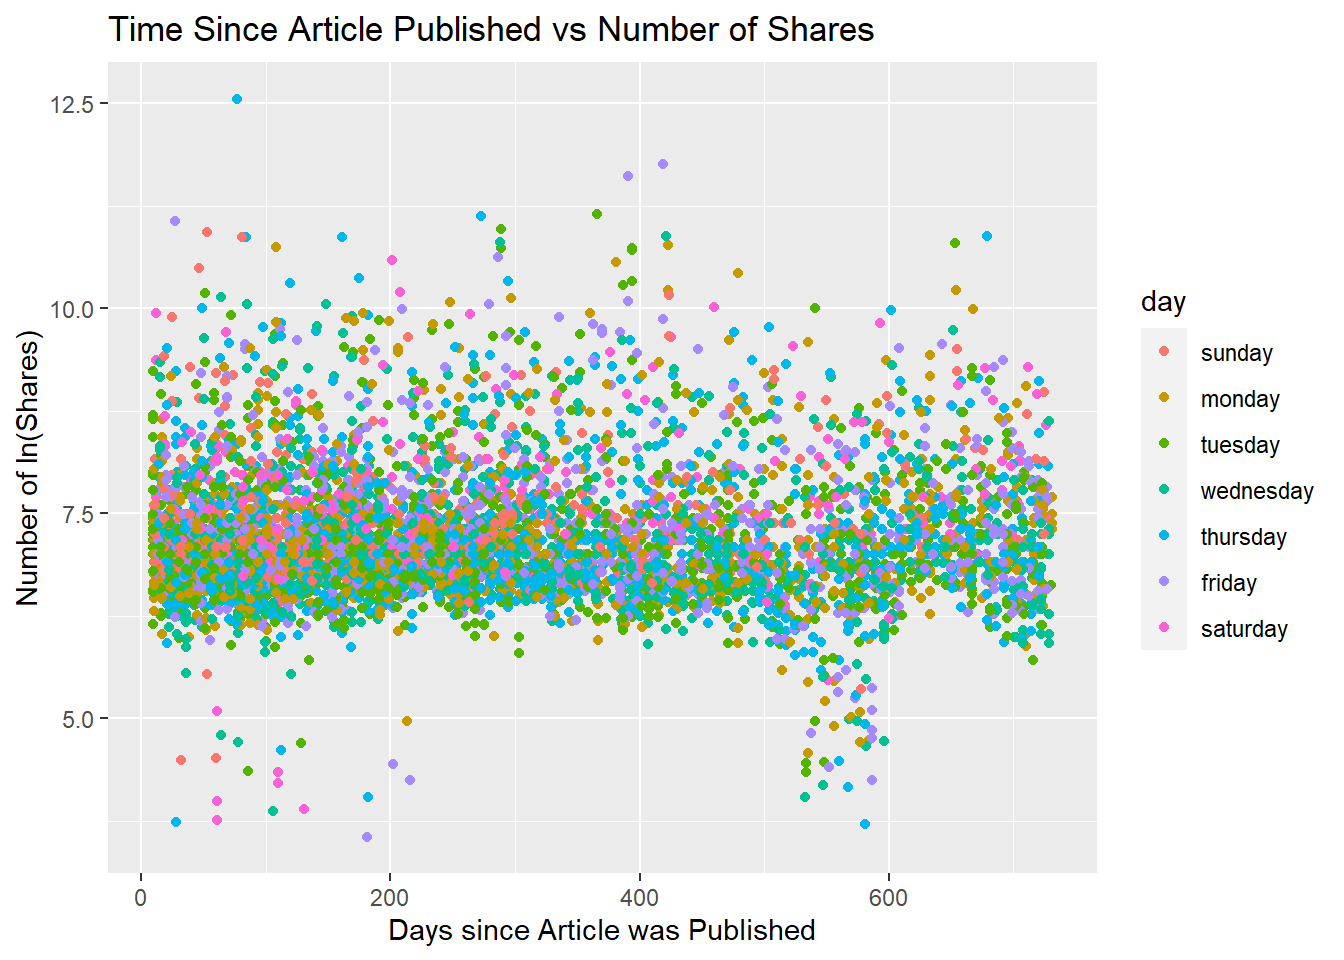 Time Since Article Published vs Number of Shares
Number of ln(Shares)
12.5
10.0
7.5
5.0
0
200
400
600
Days since Article was Published
day
sunday
monday
tuesday
wednesday
thursday
friday
saturday